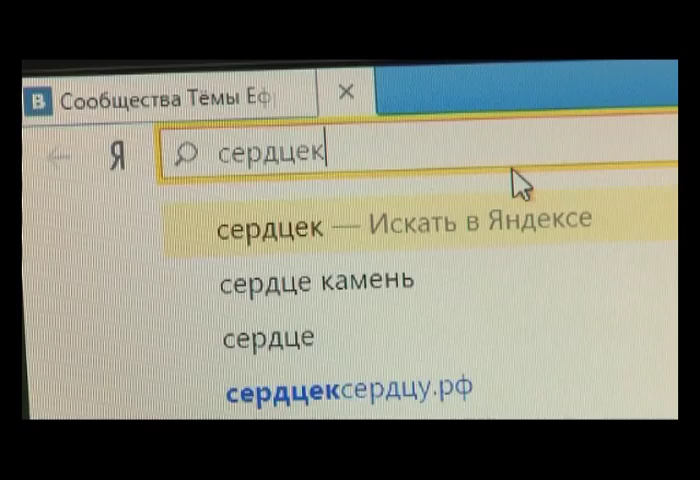 В Сообщества Тёмы Еф
Я сердцек
сердцек — Искать в Яндексе
сердце камень
сердце
сердцексердцу.рф